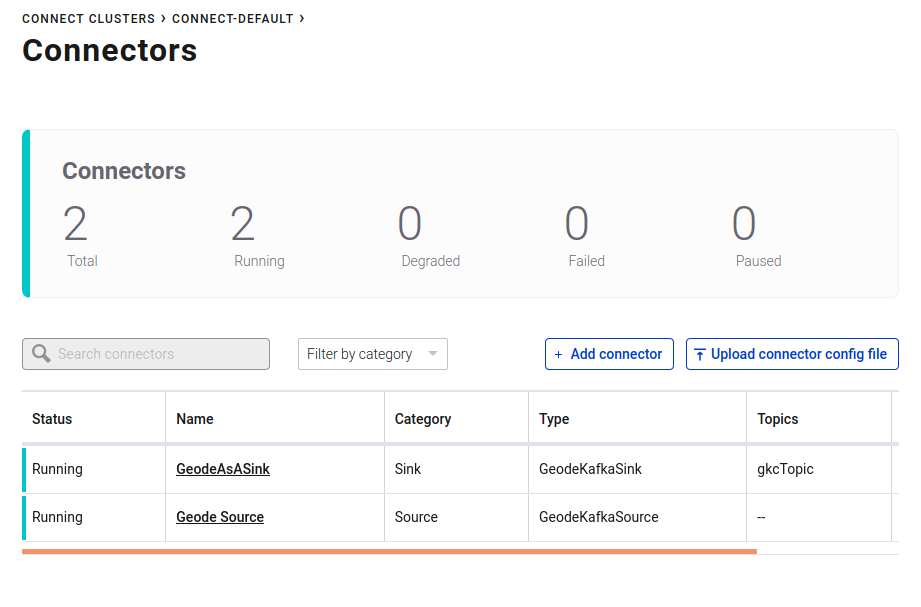 CONNECT CLUSTERS › CONNECT-DEFAULT ›
Connectors
Connectors
2 2 0 0 0
Total Running Degraded Failed Paused
Search connectors Filter by category + Add connector Upload connector config file
Status Name Category Type Topics
Running GeodeAsASink Sink GeodeKafkaSink gkcTopic
Running Geode Source Source GeodeKafkaSource --